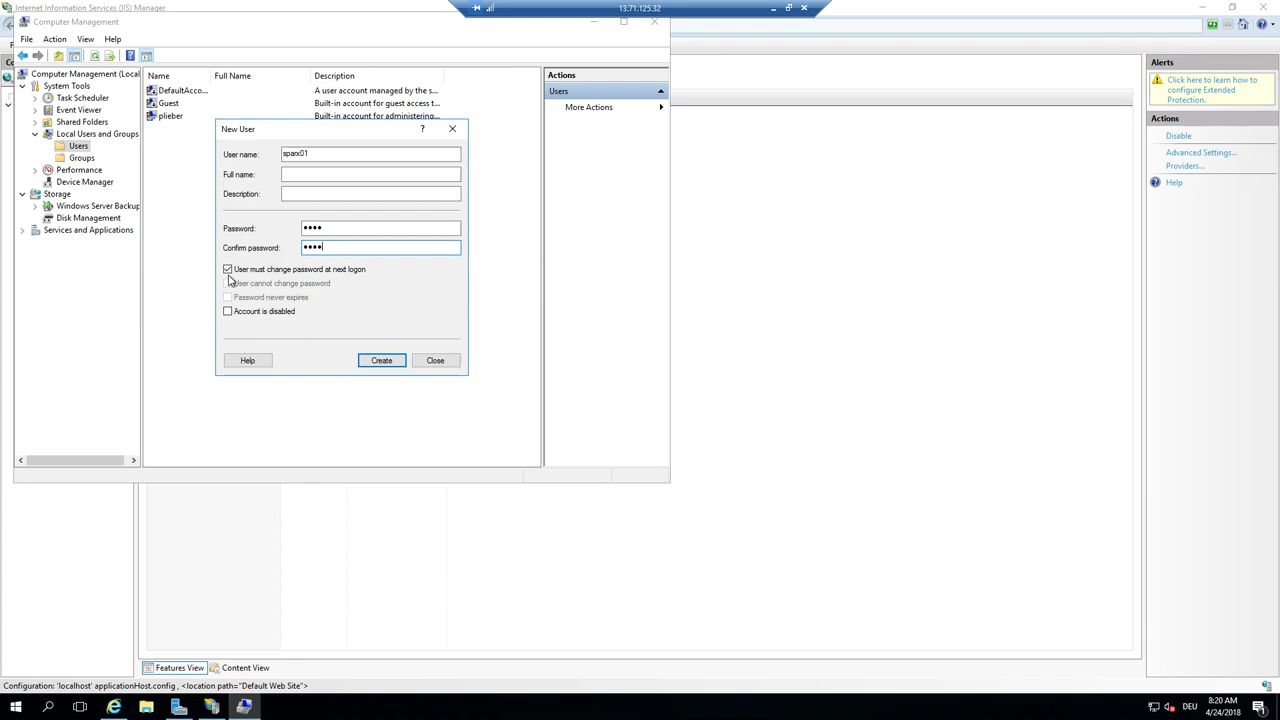 Internet Information Services (IIS) Manager
13.71.125.32
Computer Management
File Action View Help
Computer Management (Local
System Tools
Task Scheduler
Event Viewer
Shared Folders
Local Users and Groups
Users
Groups
Performance
Device Manager
Storage
Windows Server Backup
Disk Management
Services and Applications
Name Full Name Description
DefaultAcco... A user account managed by the s...
Guest Built-in account for guest access t...
plieber Built-in account for administering...
Actions
Users
More Actions
New User
?
User name: sparx01
Full name:
Description:
Password: ••••
Confirm password: ••••
User must change password at next logon
User cannot change password
Password never expires
Account is disabled
Help Create Close
Alerts
Click here to learn how to
configure Extended
Protection.
Actions
Disable
Advanced Settings...
Providers...
Help
Features View Content View
Configuration: 'localhost' applicationHost.config , <location path="Default Web Site">
DEU
8:20 AM
4/24/2018